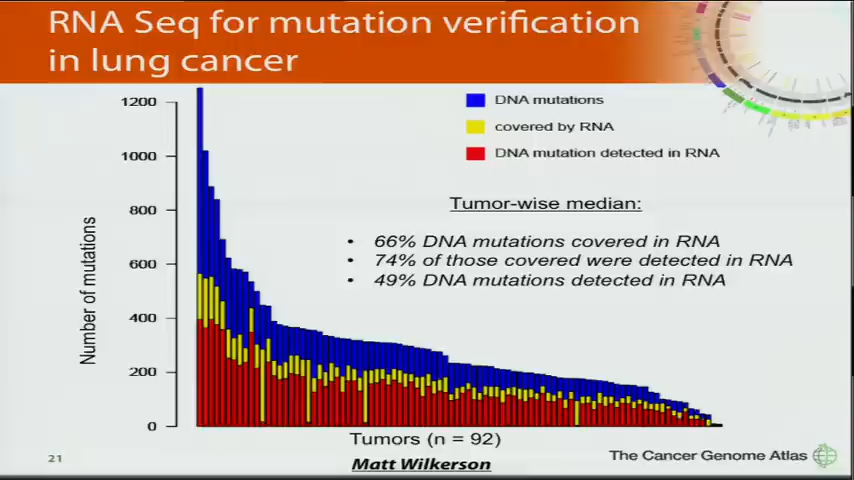 RNA Seq for mutation verification
in lung cancer
DNA mutations
covered by RNA
DNA mutation detected in RNA
Tumor-wise median:
• 66% DNA mutations covered in RNA
• 74% of those covered were detected in RNA
• 49% DNA mutations detected in RNA
Number of mutations
1200
1000
800
600
400
200
0
Tumors (n = 92)
Matt Wilkerson
21
The Cancer Genome Atlas